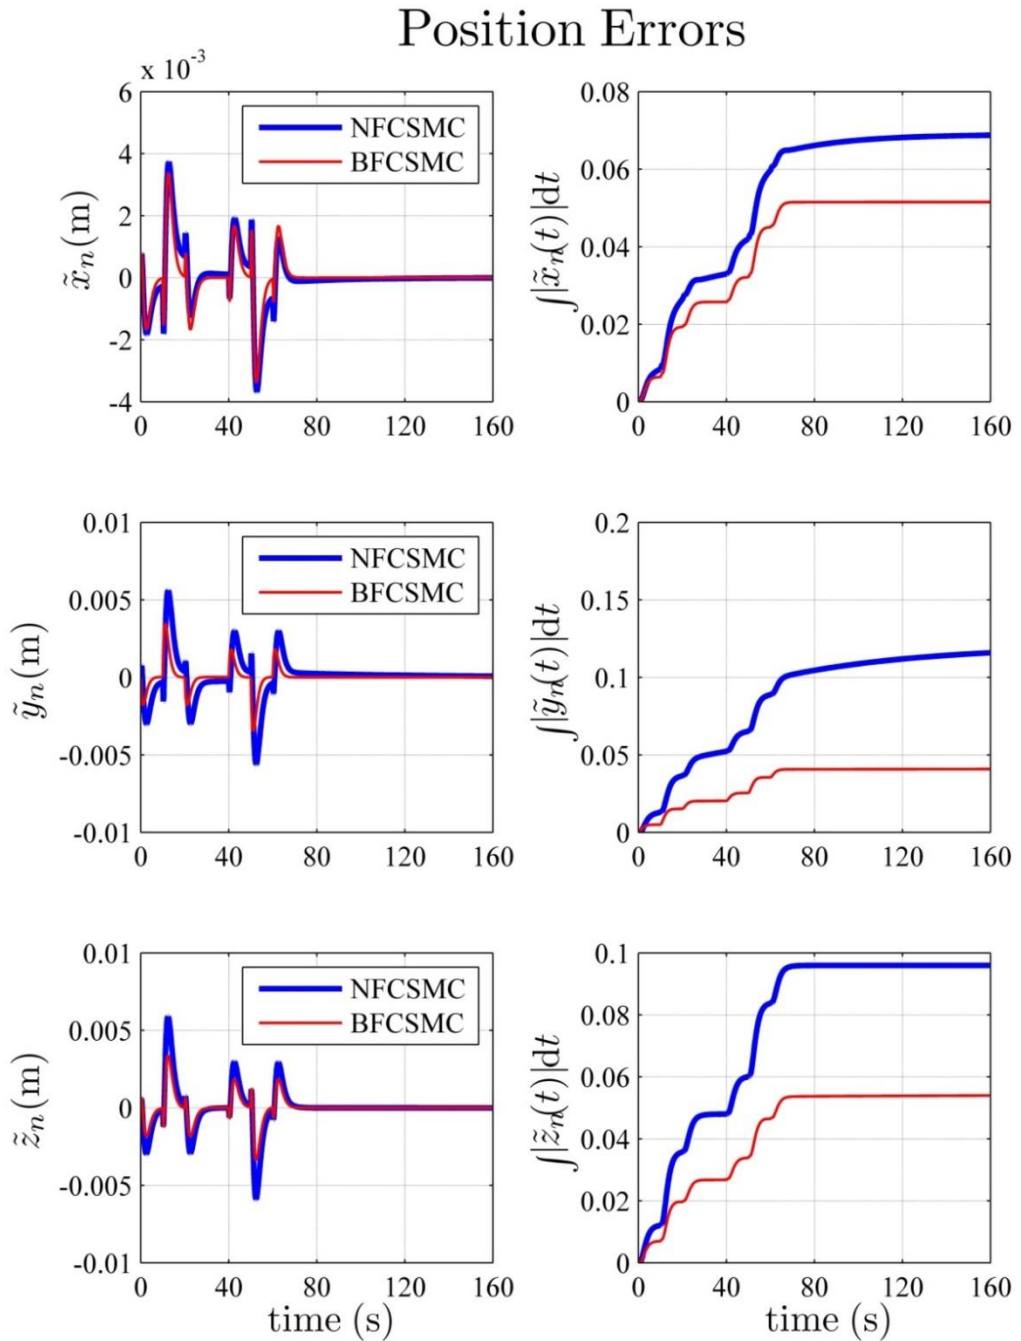 Position Errors
x 10⁻³
6
4
2
0
-2
-4
0 40 80 120 160
x̃ₙ(m)
NFCSMC
BFCSMC
0.08
0.06
0.04
0.02
0
0 40 80 120 160
∫|x̃ₙ(t)|dt
0.01
0.005
0
-0.005
-0.01
0 40 80 120 160
ỹₙ(m)
NFCSMC
BFCSMC
0.2
0.15
0.1
0.05
0
0 40 80 120 160
∫|ỹₙ(t)|dt
0.01
0.005
0
-0.005
-0.01
0 40 80 120 160
z̃ₙ(m)
NFCSMC
BFCSMC
time (s)
0.1
0.08
0.06
0.04
0.02
0
0 40 80 120 160
∫|z̃ₙ(t)|dt
time (s)